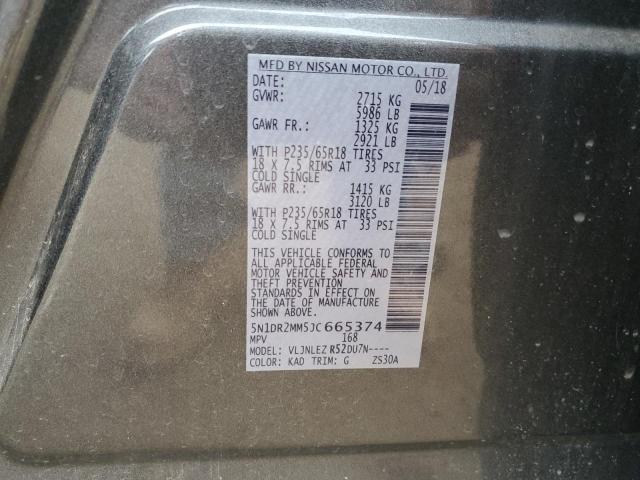 MFD BY NISSAN MOTOR CO., LTD.
DATE: 05/18
GVWR: 2715 KG
5986 LB
GAWR FR.: 1325 KG
2921 LB
WITH P235/65R18 TIRES
18 X 7.5 RIMS AT 33 PSI
COLD SINGLE
GAWR RR.: 1415 KG
3120 LB
WITH P235/65R18 TIRES
18 X 7.5 RIMS AT 33 PSI
COLD SINGLE
THIS VEHICLE CONFORMS TO
ALL APPLICABLE FEDERAL
MOTOR VEHICLE SAFETY AND
THEFT PREVENTION
STANDARDS IN EFFECT ON
THE DATE OF MANUFACTURE
SHOWN ABOVE.
5N1DR2MM5JC665374
MPV 168
MODEL: VLJNLEZ R52DU7N----
COLOR: KAD TRIM: G ZS30A